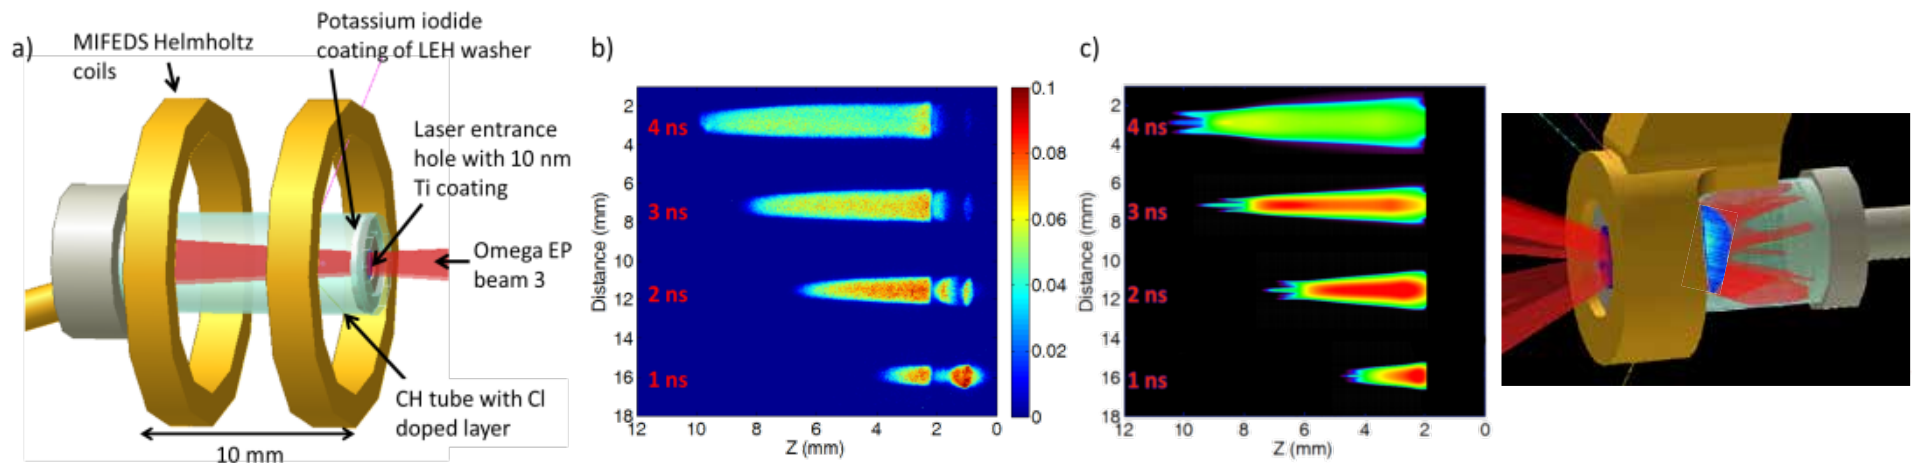 a)
MIFEDS Helmholtz
coils
Potassium iodide
coating of LEH washer
Laser entrance
hole with 10 nm
Ti coating
Omega EP
beam 3
CH tube with Cl
doped layer
10 mm
b)
Distance (mm)
2
4
6
8
10
12
14
16
18
4 ns
3 ns
2 ns
1 ns
12 10 8 6 4 2 0
Z (mm)
0.1
0.08
0.06
0.04
0.02
0
c)
Distance (mm)
2
4
6
8
10
12
14
16
18
4 ns
3 ns
2 ns
1 ns
12 10 8 6 4 2 0
Z (mm)